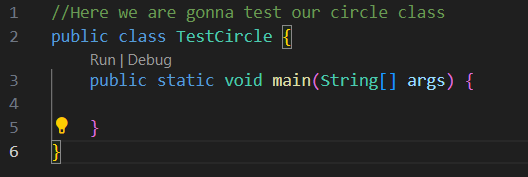 1 //Here we are gonna test our circle class
2 public class TestCircle {
Run | Debug
3 public static void main(String[] args) {
4
5 }
6 }